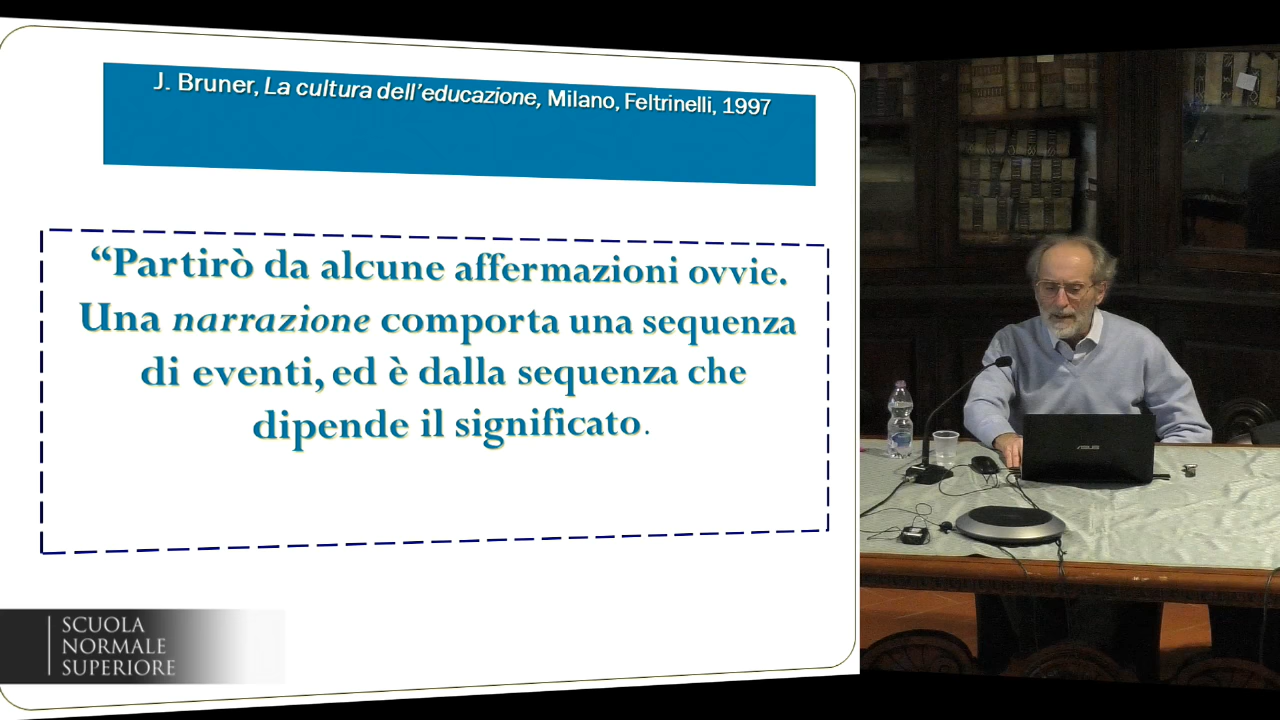 J. Bruner, La cultura dell'educazione, Milano, Feltrinelli, 1997
“Partirò da alcune affermazioni ovvie.
Una narrazione comporta una sequenza
di eventi, ed è dalla sequenza che
dipende il significato.
SCUOLA
NORMALE
SUPERIORE
ASUS